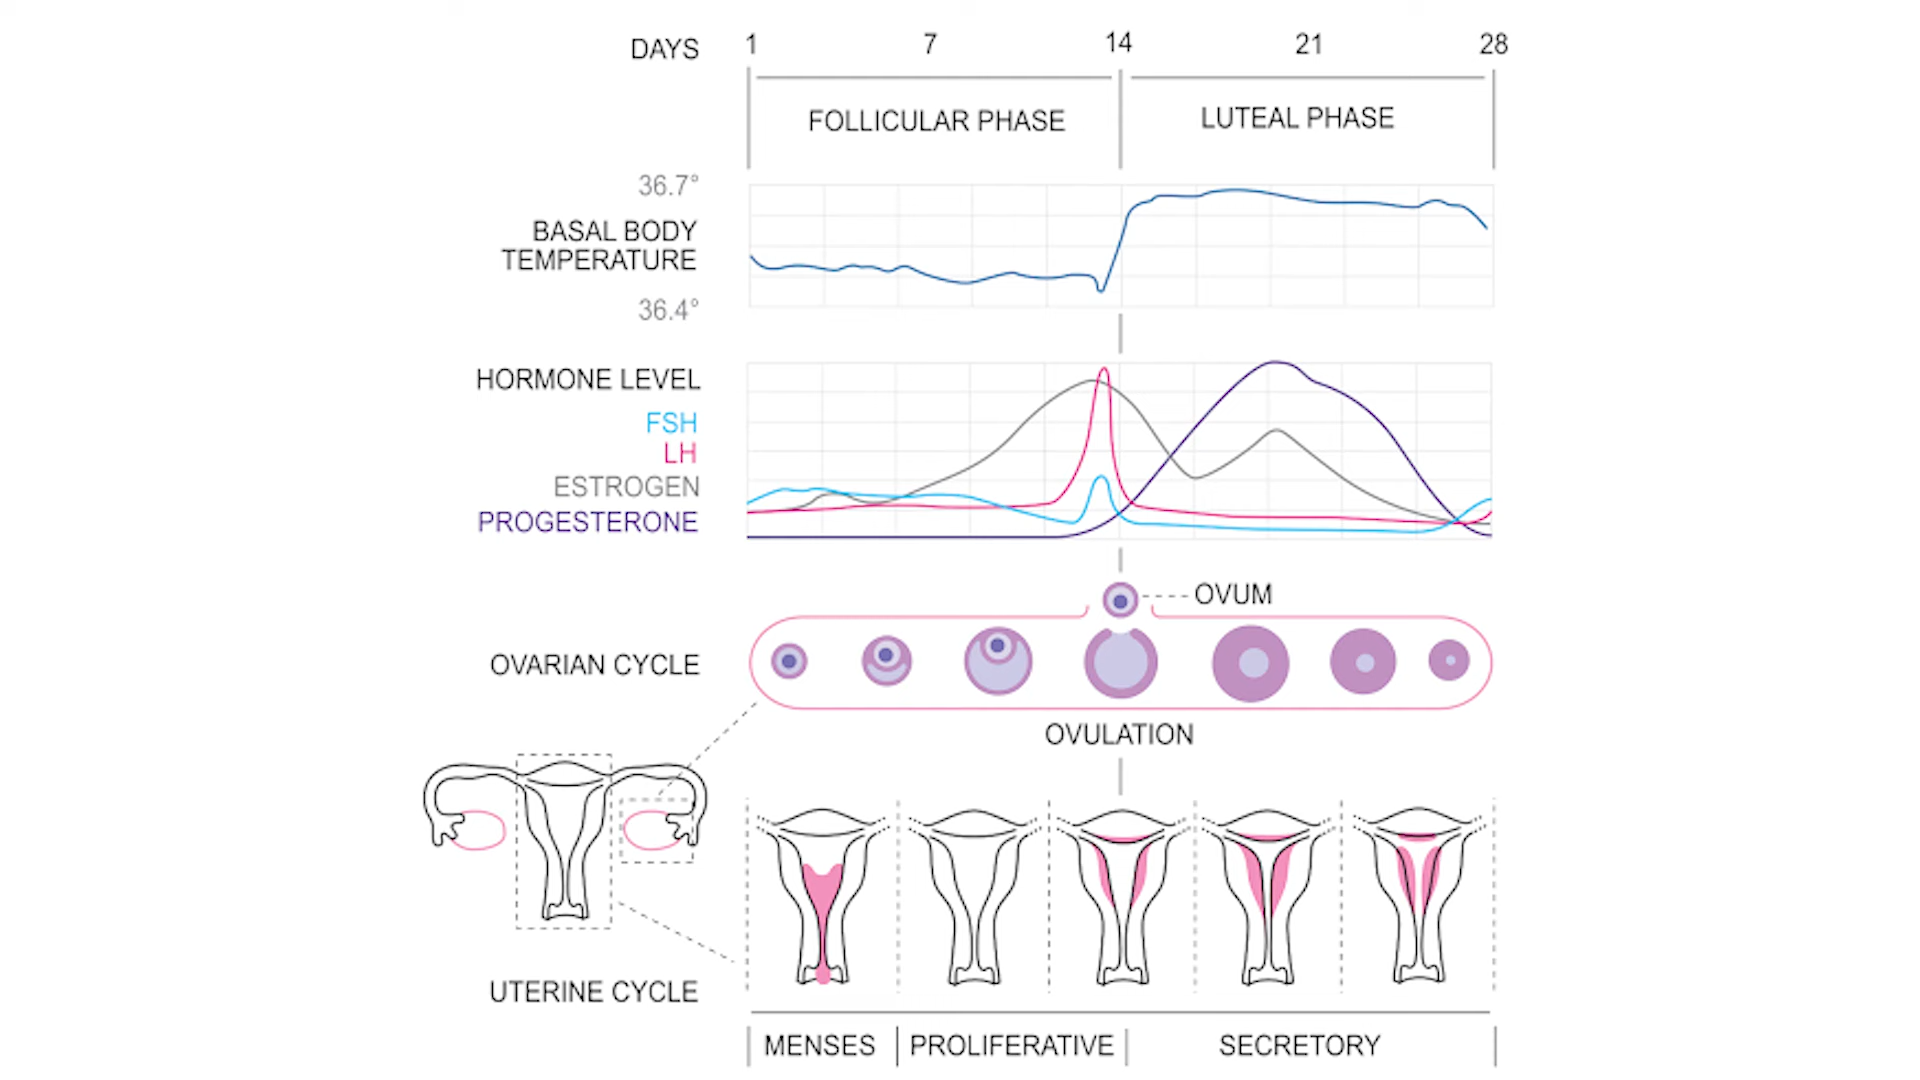 DAYS 1 7 14 21 28
FOLLICULAR PHASE LUTEAL PHASE
36.7°
BASAL BODY
TEMPERATURE
36.4°
HORMONE LEVEL
FSH
LH
ESTROGEN
PROGESTERONE
OVUM
OVARIAN CYCLE
OVULATION
UTERINE CYCLE
MENSES PROLIFERATIVE SECRETORY